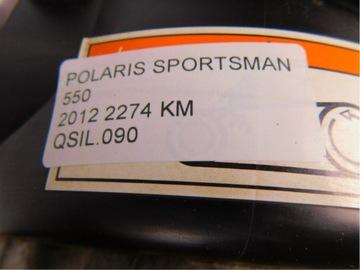 POLARIS SPORTSMAN
550
2012 2274 KM
QSIL.090